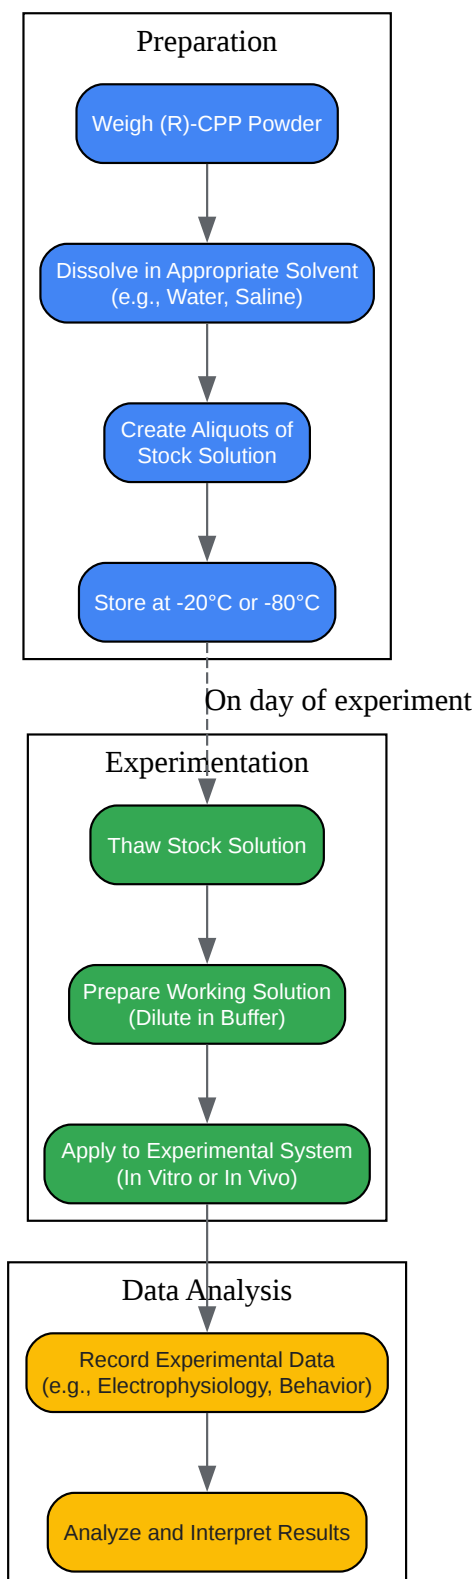 Preparation
Weigh (R)-CPP Powder
Dissolve in Appropriate Solvent
(e.g., Water, Saline)
Create Aliquots of
Stock Solution
Store at -20°C or -80°C
On day of experiment
Experimentation
Thaw Stock Solution
Prepare Working Solution
(Dilute in Buffer)
Apply to Experimental System
(In Vitro or In Vivo)
Data Analysis
Record Experimental Data
(e.g., Electrophysiology, Behavior)
Analyze and Interpret Results